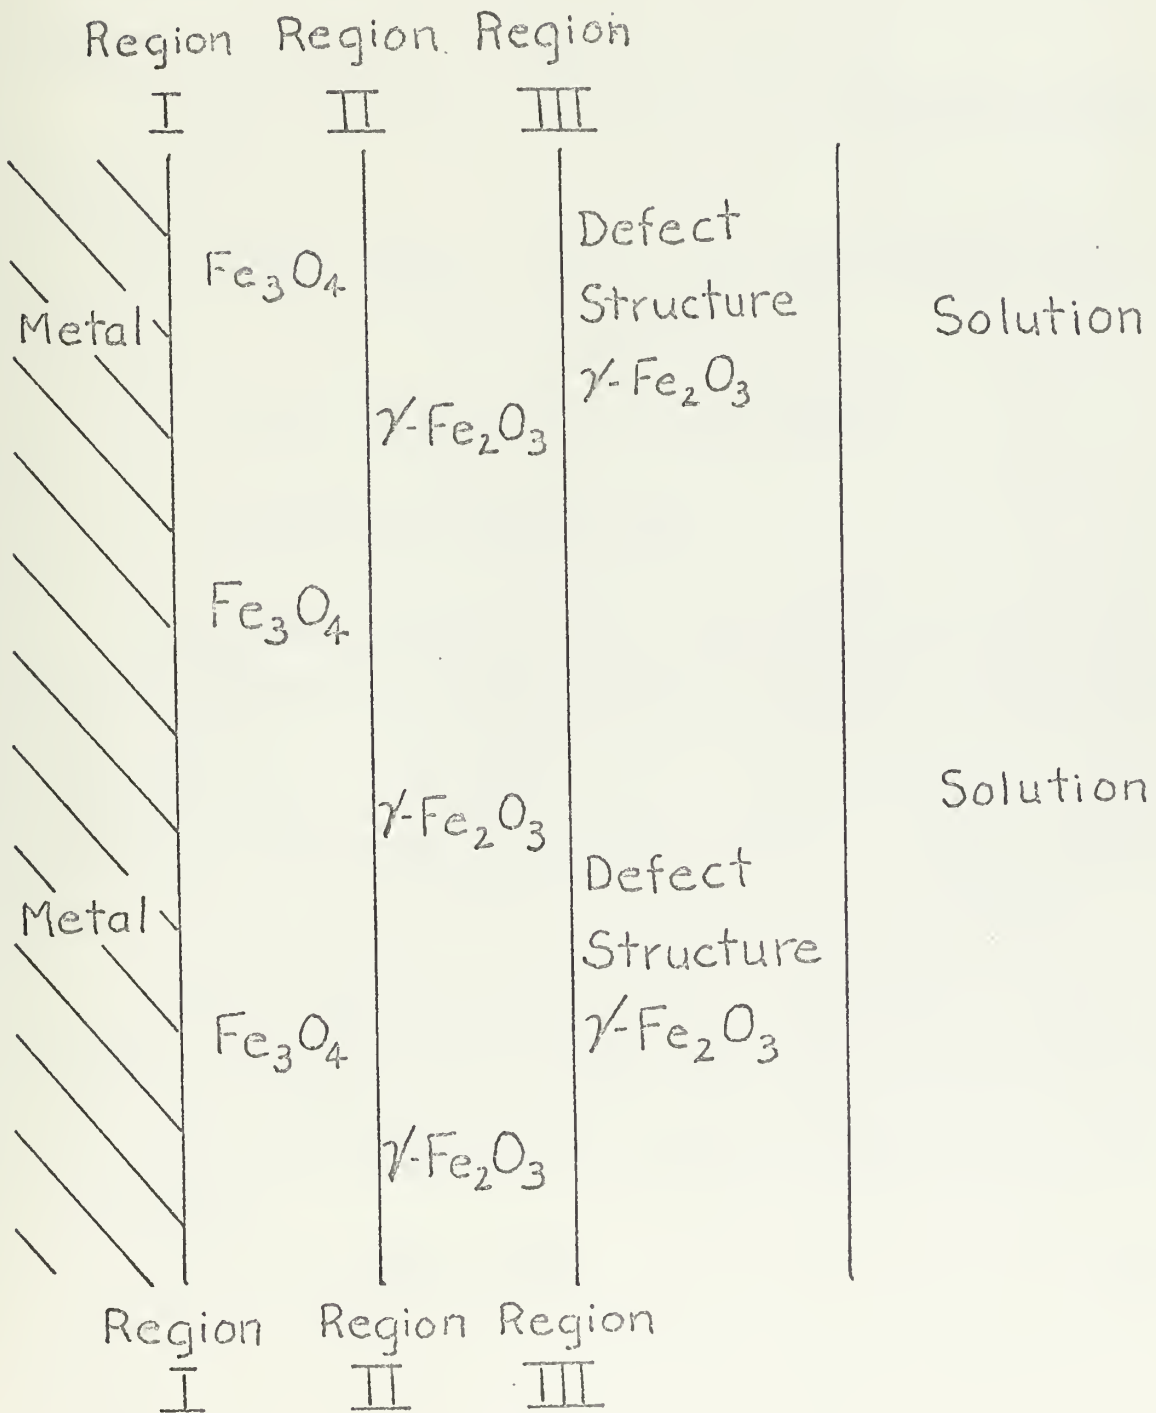 Region Region Region
I II III
Defect
Fe₃O₄
Structure
Metal
Solution
γ-Fe₂O₃
γ-Fe₂O₃
Fe₃O₄
Solution
γ-Fe₂O₃
Defect
Metal
Structure
Fe₃O₄
γ-Fe₂O₃
γ-Fe₂O₃
Region Region Region
I II III